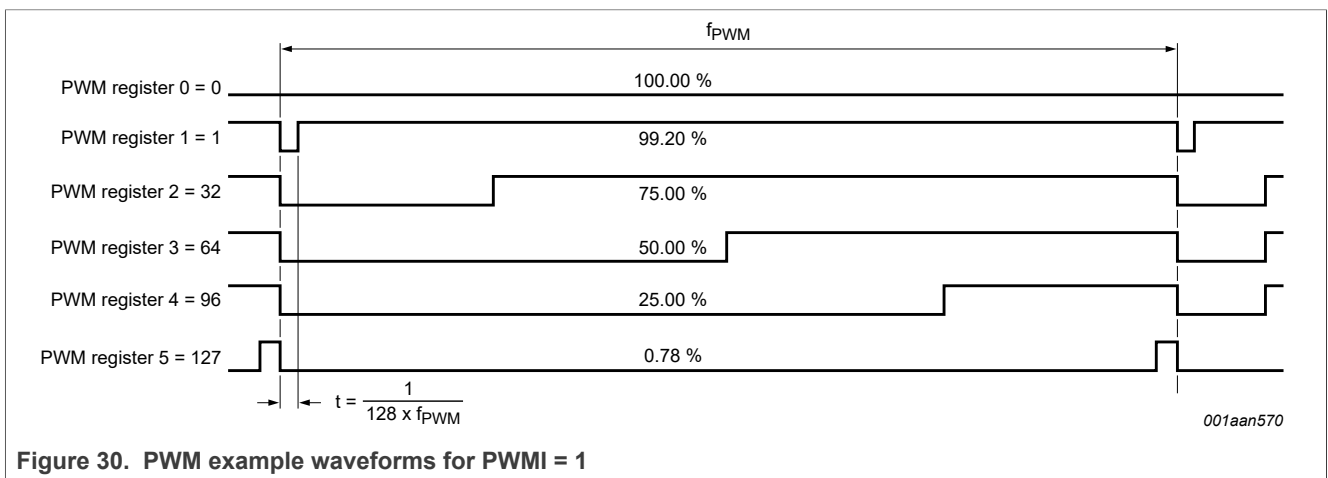 fPWM
PWM register 0 = 0
100.00 %
PWM register 1 = 1
99.20 %
PWM register 2 = 32
75.00 %
PWM register 3 = 64
50.00 %
PWM register 4 = 96
25.00 %
PWM register 5 = 127
0.78 %
t = 1 / 128 x fPWM
001aan570
Figure 30. PWM example waveforms for PWMI = 1